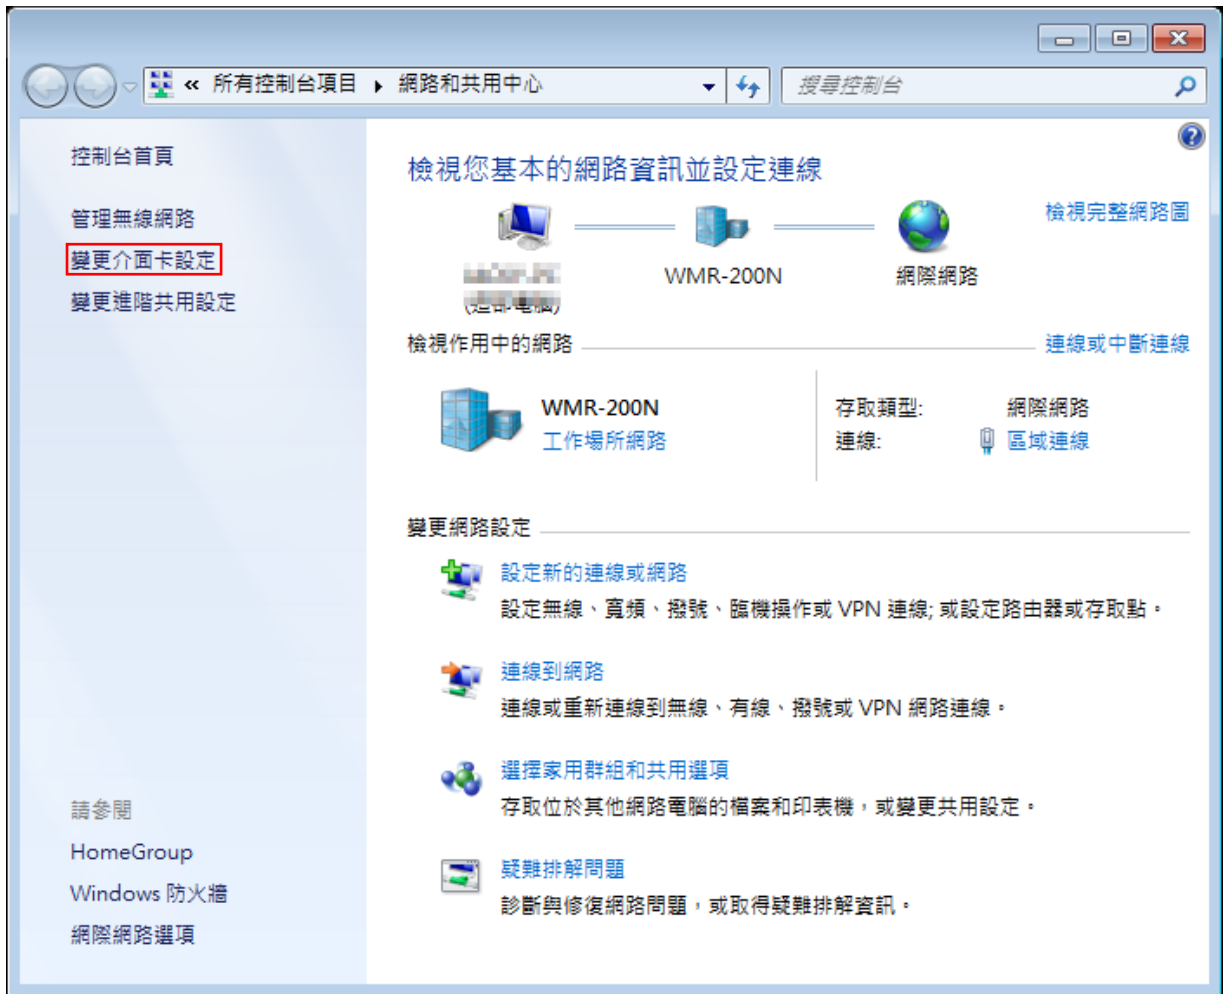 « 所有控制台項目 ▸ 網路和共用中心
搜尋控制台
控制台首頁
管理無線網路
變更介面卡設定
變更進階共用設定
請參閱
HomeGroup
Windows 防火牆
網際網路選項
檢視您基本的網路資訊並設定連線
檢視完整網路圖
WMR-200N
網際網路
檢視作用中的網路
連線或中斷連線
WMR-200N
工作場所網路
存取類型: 網際網路
連線: 區域連線
變更網路設定
設定新的連線或網路
設定無線、寬頻、撥號、臨機操作或 VPN 連線; 或設定路由器或存取點。
連線到網路
連線或重新連線到無線、有線、撥號或 VPN 網路連線。
選擇家用群組和共用選項
存取位於其他網路電腦的檔案和印表機，或變更共用設定。
疑難排解問題
診斷與修復網路問題，或取得疑難排解資訊。